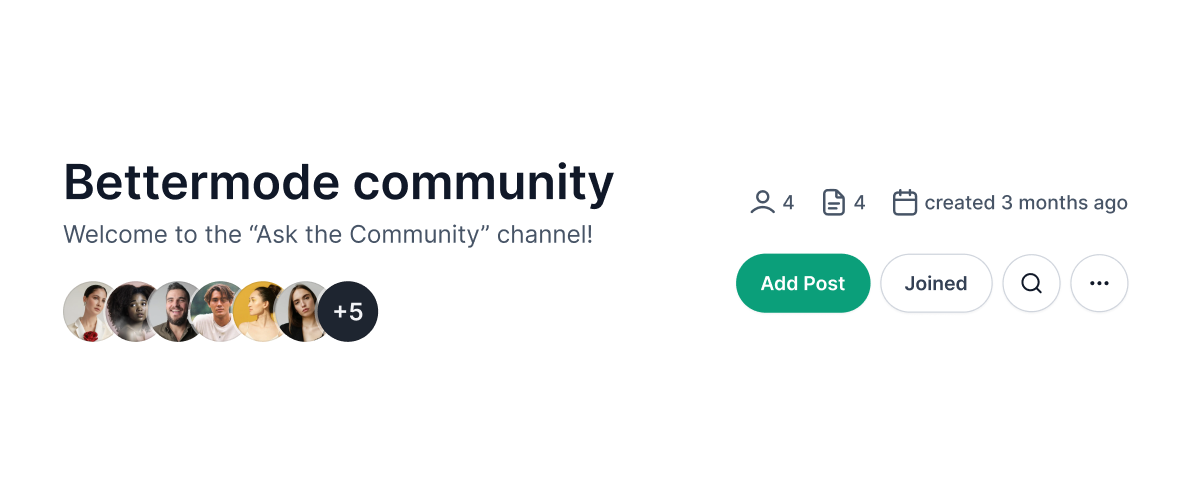 Bettermode community
Welcome to the “Ask the Community” channel!
+5
4 4 created 3 months ago
Add Post Joined